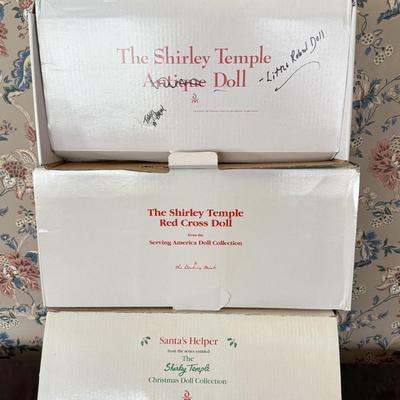 The Shirley Temple
Antique Doll
- Little Rebel Doll
The Shirley Temple
Red Cross Doll
from the
Serving America Doll Collection
The Danbury Mint
Santa's Helper
from the series entitled
The
Shirley Temple
Christmas Doll Collection